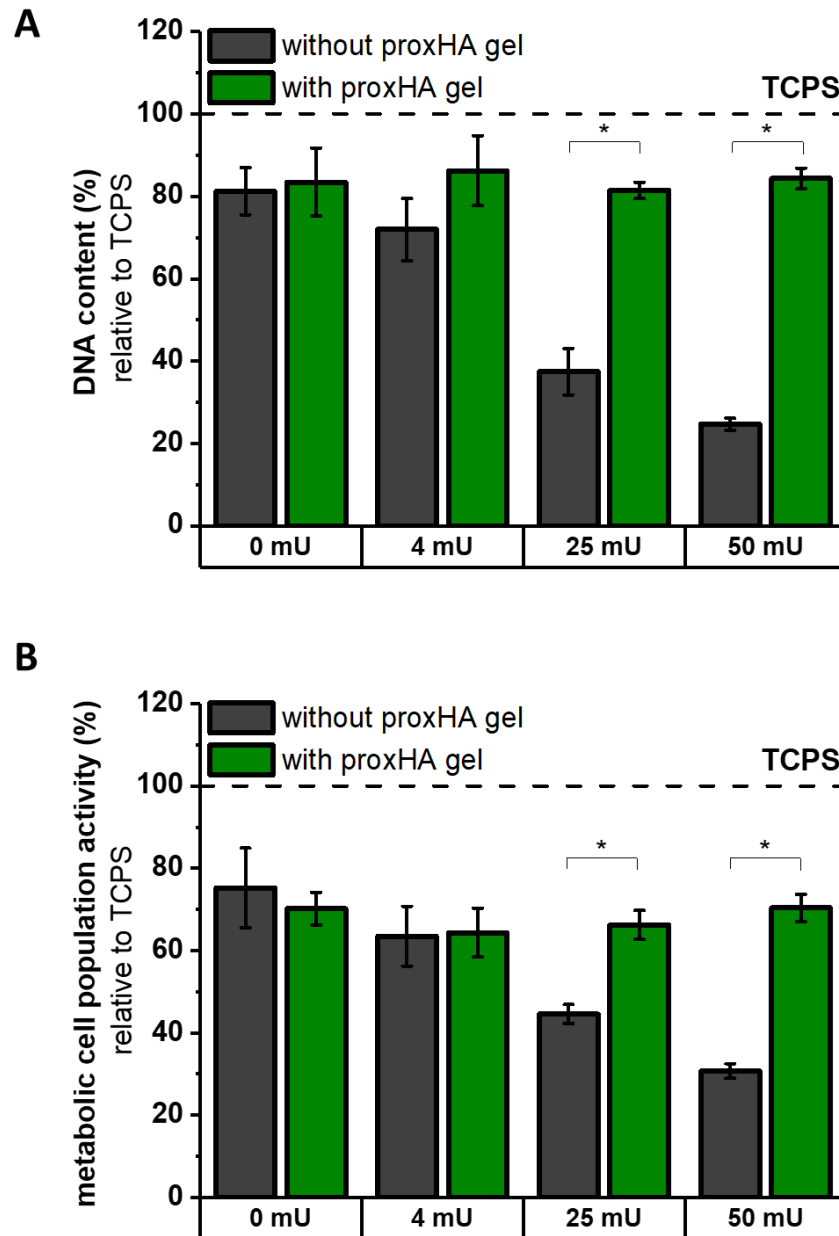 A
DNA content (%)
relative to TCPS
120
100
80
60
40
20
0
without proxHA gel
with proxHA gel
TCPS
*
*
0 mU
4 mU
25 mU
50 mU
B
metabolic cell population activity (%)
relative to TCPS
120
100
80
60
40
20
0
without proxHA gel
with proxHA gel
TCPS
*
*
0 mU
4 mU
25 mU
50 mU